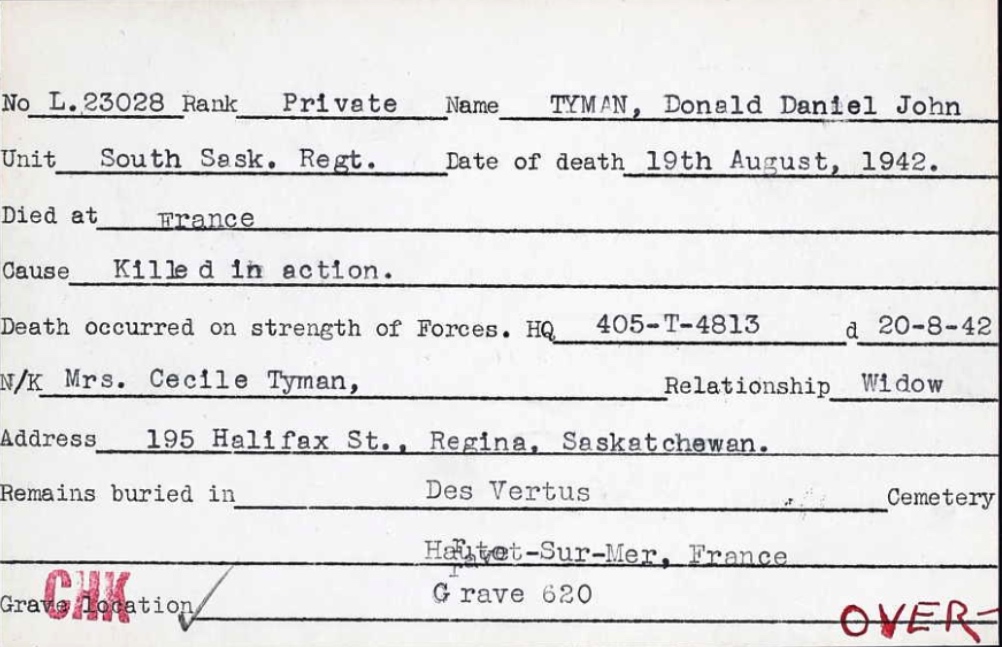 No L.23028 Rank Private Name TYMAN, Donald Daniel John
Unit South Sask. Regt. Date of death 19th August, 1942.
Died at France
Cause Killed in action.
Death occurred on strength of Forces. HQ 405-T-4813 d 20-8-42
N/K Mrs. Cecile Tyman, Relationship Widow
Address 195 Halifax St., Regina, Saskatchewan.
Remains buried in Des Vertus Cemetery
Hautot-Sur-Mer, France
CHK
Grave location Grave 620
OVER-